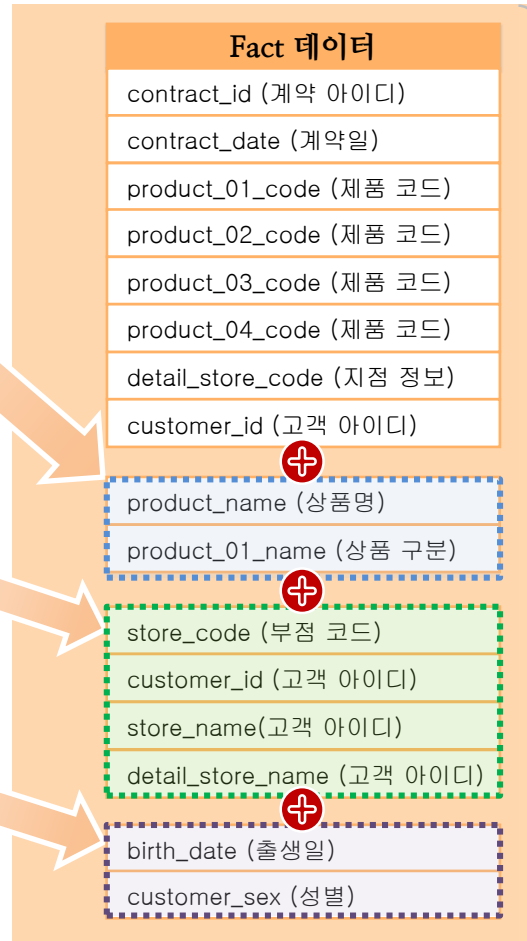 Fact 데이터
contract_id (계약 아이디)
contract_date (계약일)
product_01_code (제품 코드)
product_02_code (제품 코드)
product_03_code (제품 코드)
product_04_code (제품 코드)
detail_store_code (지점 정보)
customer_id (고객 아이디)
product_name (상품명)
product_01_name (상품 구분)
store_code (부점 코드)
customer_id (고객 아이디)
store_name(고객 아이디)
detail_store_name (고객 아이디)
birth_date (출생일)
customer_sex (성별)